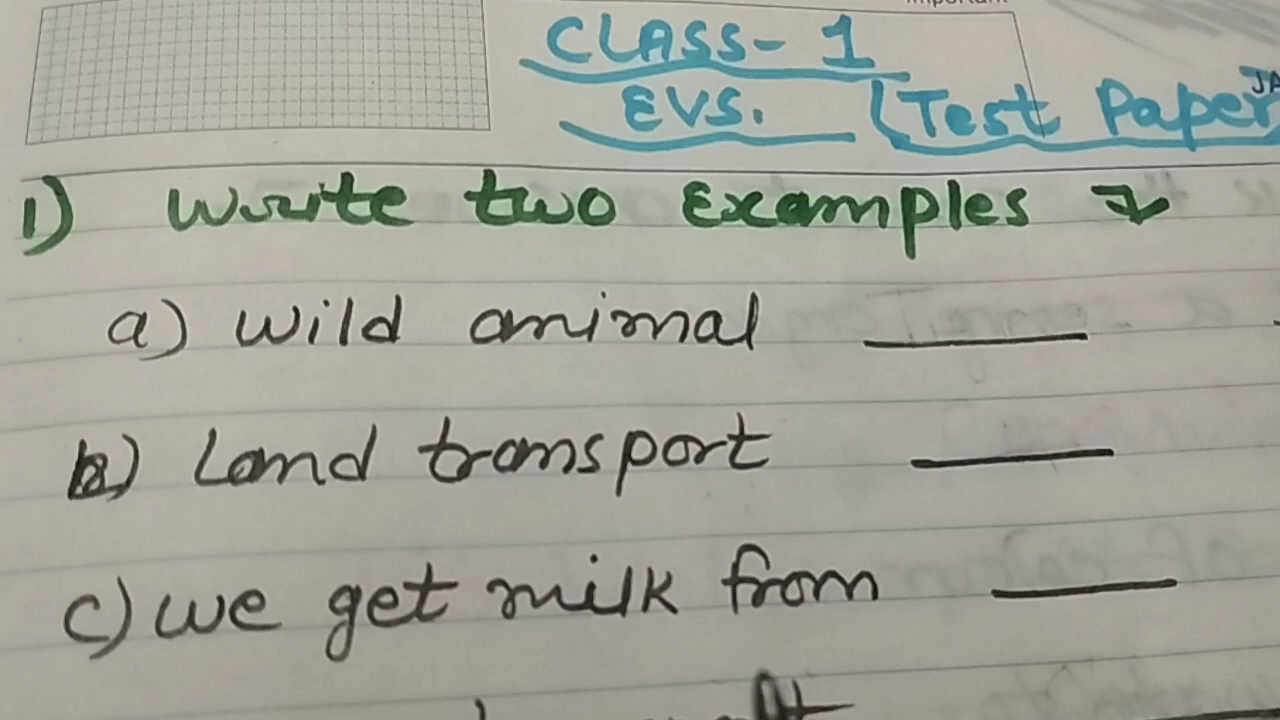 CLASS- 1
EVS. (Test Paper
JA
1) Write two Examples
a) wild animal ____
b) Land transport ____
c) we get milk from ____